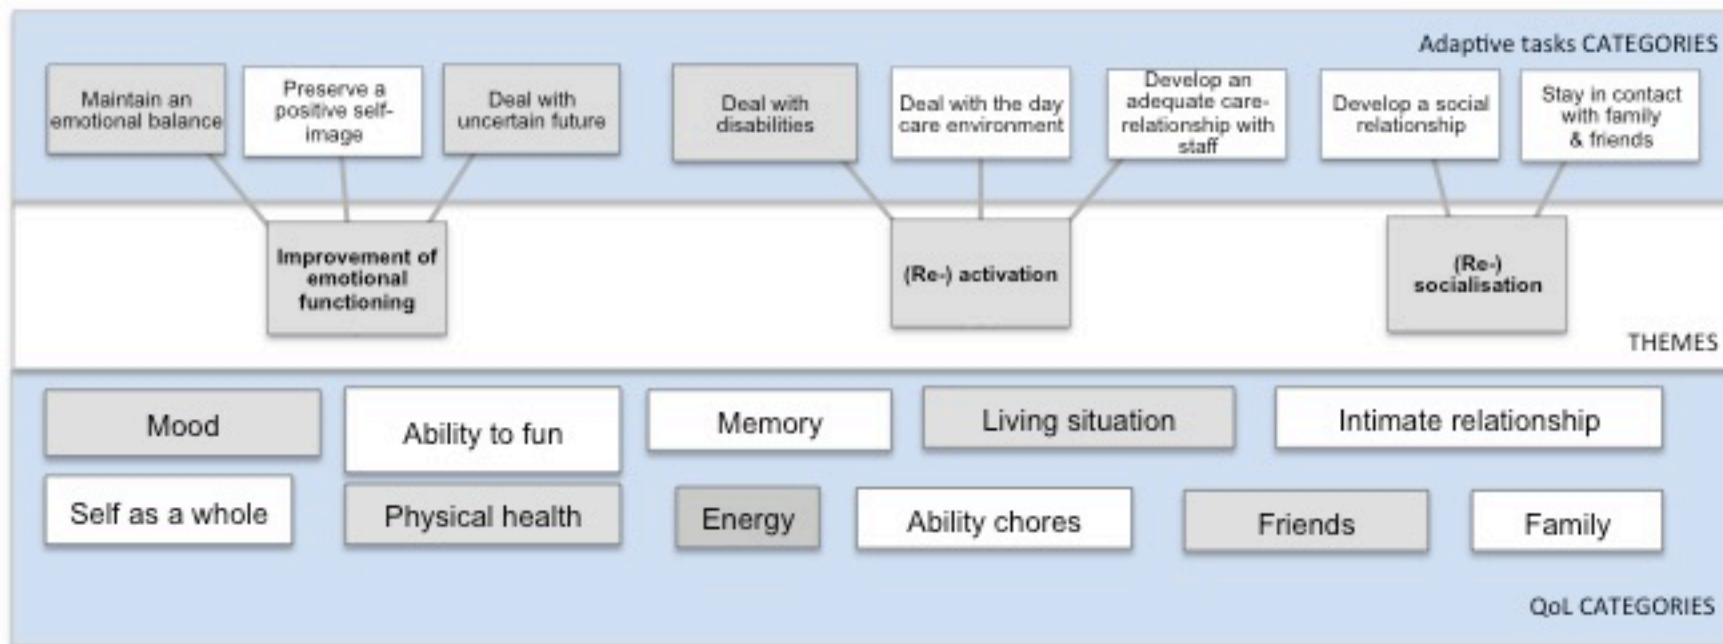 Adaptive tasks CATEGORIES
Maintain an
emotional balance
Preserve a
positive self-
image
Deal with
uncertain future
Deal with
disabilities
Deal with the day
care environment
Develop an
adequate care-
relationship with
staff
Develop a social
relationship
Stay in contact
with family
& friends
Improvement of
emotional
functioning
(Re-) activation
(Re-)
socialisation
THEMES
Mood
Ability to fun
Memory
Living situation
Intimate relationship
Self as a whole
Physical health
Energy
Ability chores
Friends
Family
QoL CATEGORIES